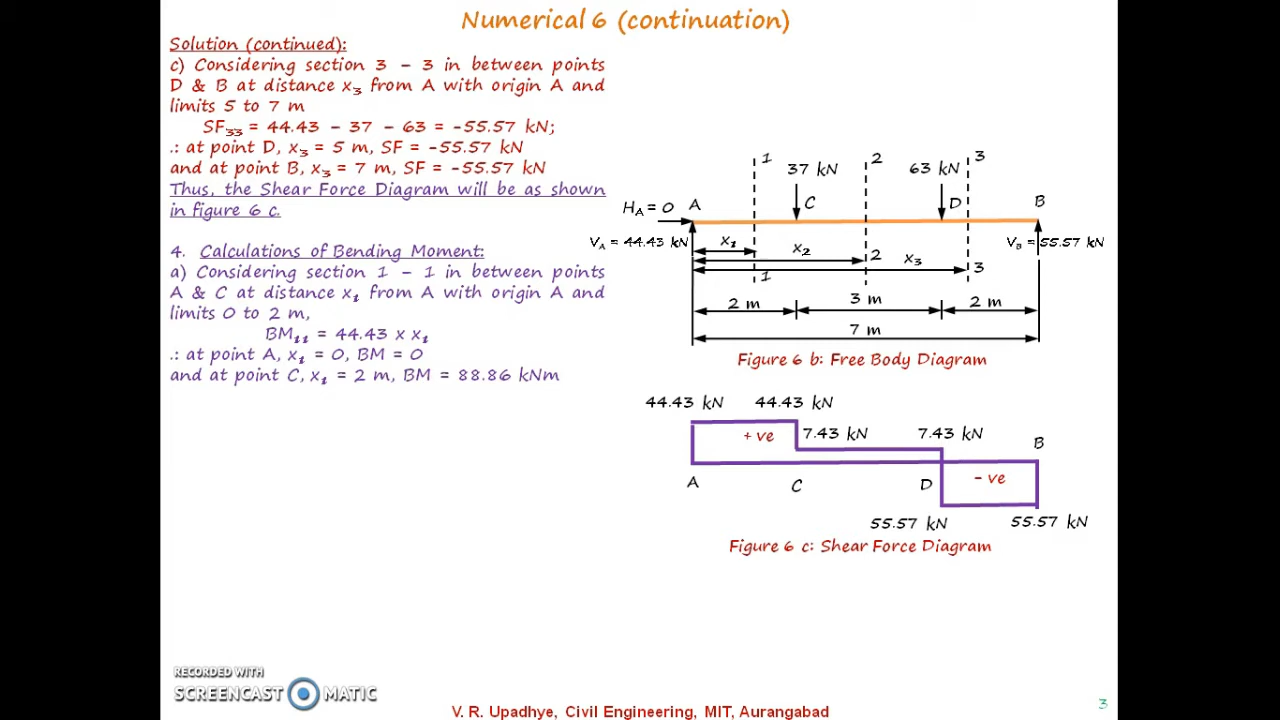 Numerical 6 (continuation)
Solution (continued):
c) Considering section 3 – 3 in between points
D & B at distance x₃ from A with origin A and
limits 5 to 7 m
SF₃₃ = 44.43 – 37 – 63 = -55.57 kN;
.: at point D, x₃ = 5 m, SF = -55.57 kN
and at point B, x₃ = 7 m, SF = -55.57 kN
Thus, the Shear Force Diagram will be as shown
in figure 6 c.
4. Calculations of Bending Moment:
a) Considering section 1 – 1 in between points
A & C at distance x₁ from A with origin A and
limits 0 to 2 m,
BM₁₁ = 44.43 x x₁
.: at point A, x₁ = 0, BM = 0
and at point C, x₁ = 2 m, BM = 88.86 kNm
1 2 3
37 kN 63 kN
H_A = 0 A C D B
V_A = 44.43 kN V_B = 55.57 kN
x₁ x₂ x₃
1 2 3
2 m 3 m 2 m
7 m
Figure 6 b: Free Body Diagram
44.43 kN 44.43 kN
+ ve 7.43 kN 7.43 kN B
A C D - ve
55.57 kN 55.57 kN
Figure 6 c: Shear Force Diagram
RECORDED WITH
SCREENCAST MATIC
V. R. Upadhye, Civil Engineering, MIT, Aurangabad
3